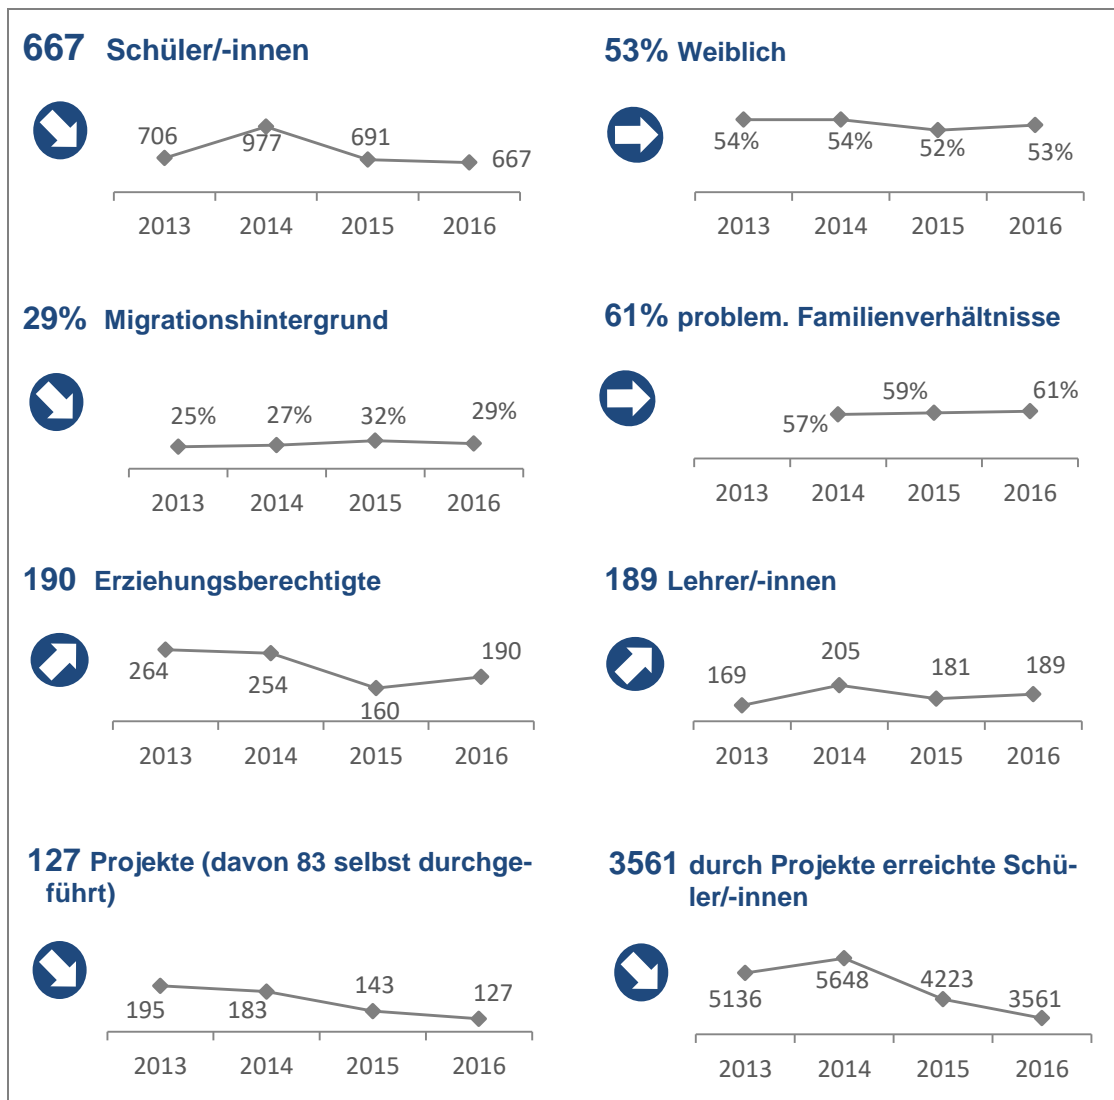 667 Schüler/-innen
706
977
691
667
2013 2014 2015 2016
53% Weiblich
54%
54%
52%
53%
2013 2014 2015 2016
29% Migrationshintergrund
25%
27%
32%
29%
2013 2014 2015 2016
61% problem. Familienverhältnisse
57%
59%
61%
2013 2014 2015 2016
190 Erziehungsberechtigte
264
254
160
190
2013 2014 2015 2016
189 Lehrer/-innen
169
205
181
189
2013 2014 2015 2016
127 Projekte (davon 83 selbst durchge-
führt)
195
183
143
127
2013 2014 2015 2016
3561 durch Projekte erreichte Schü-
ler/-innen
5136
5648
4223
3561
2013 2014 2015 2016